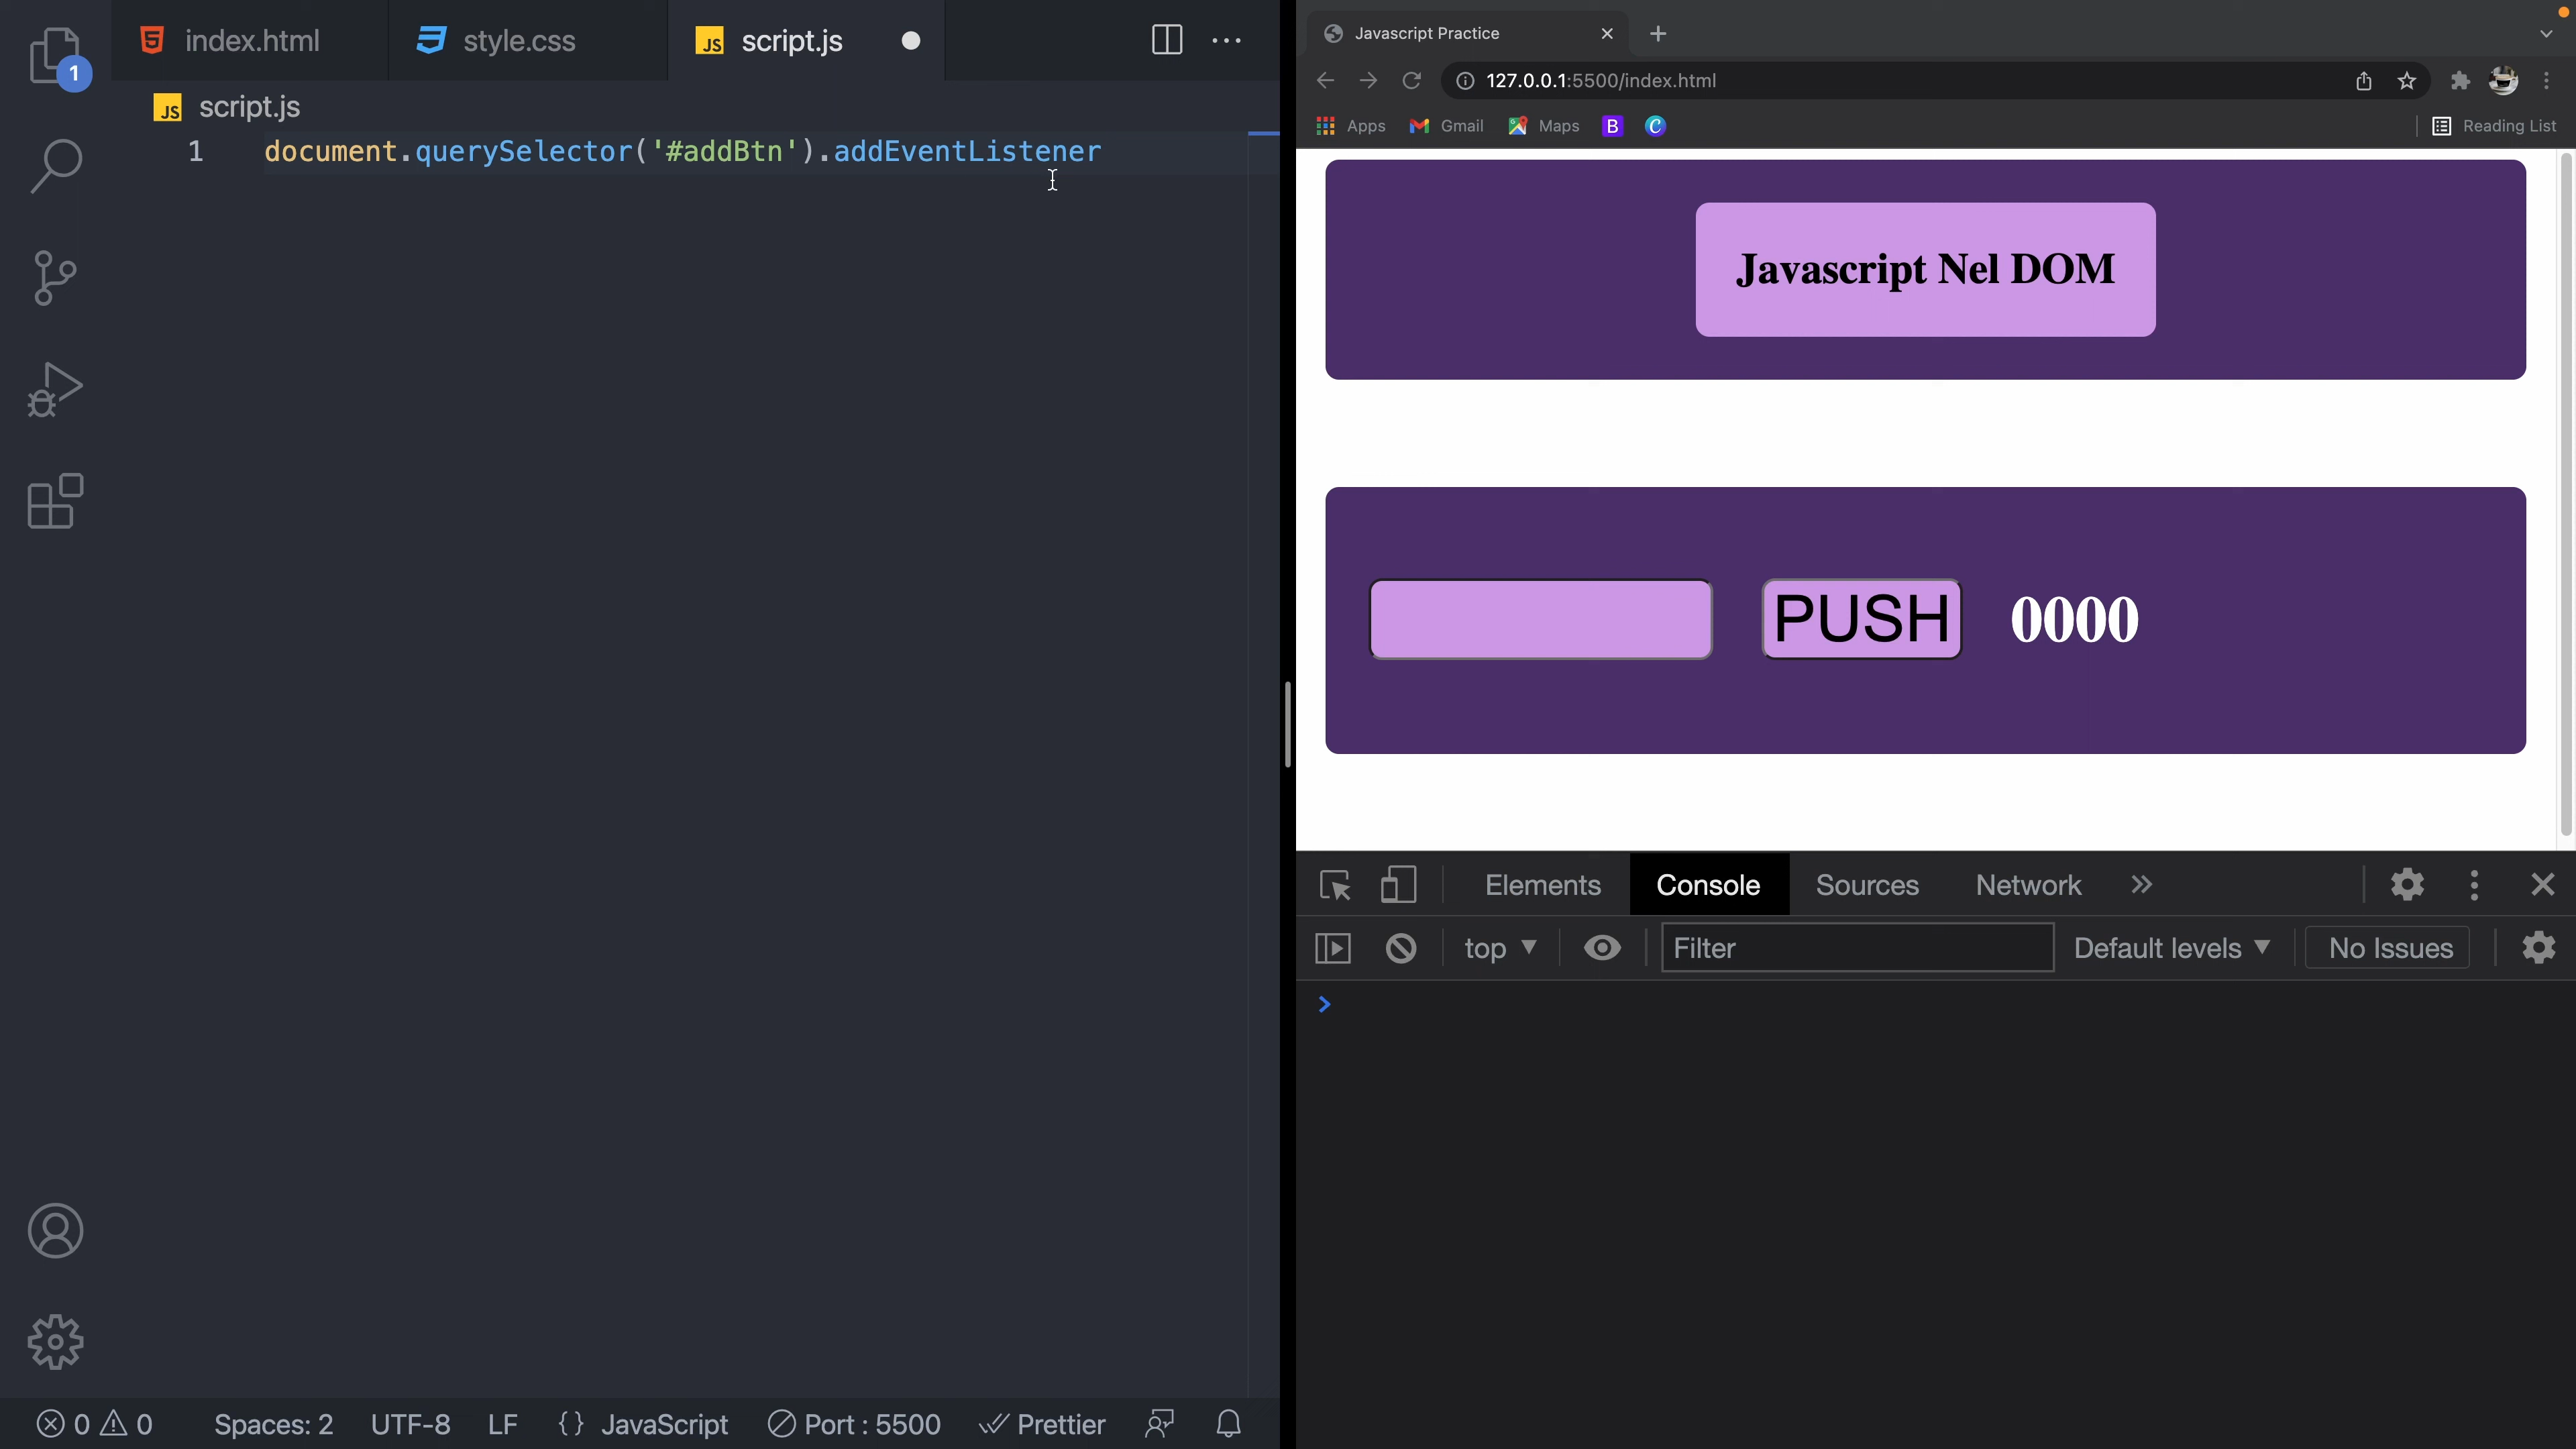 index.html
style.css
script.js
1
script.js
1 document.querySelector('#addBtn').addEventListener
0 0 Spaces: 2 UTF-8 LF {} JavaScript Port : 5500 Prettier
Javascript Practice
127.0.0.1:5500/index.html
Apps Gmail Maps B Reading List
Javascript Nel DOM
PUSH 0000
Elements Console Sources Network
top Filter Default levels No Issues